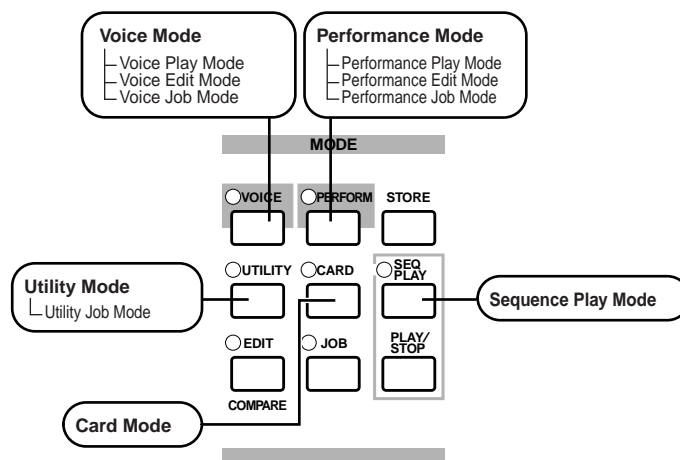 Voice Mode
Voice Play Mode
Voice Edit Mode
Voice Job Mode
Performance Mode
Performance Play Mode
Performance Edit Mode
Performance Job Mode
MODE
VOICE
PERFORM
STORE
UTILITY
CARD
SEQ
PLAY
Utility Mode
Utility Job Mode
Sequence Play Mode
EDIT
JOB
PLAY/
STOP
COMPARE
Card Mode